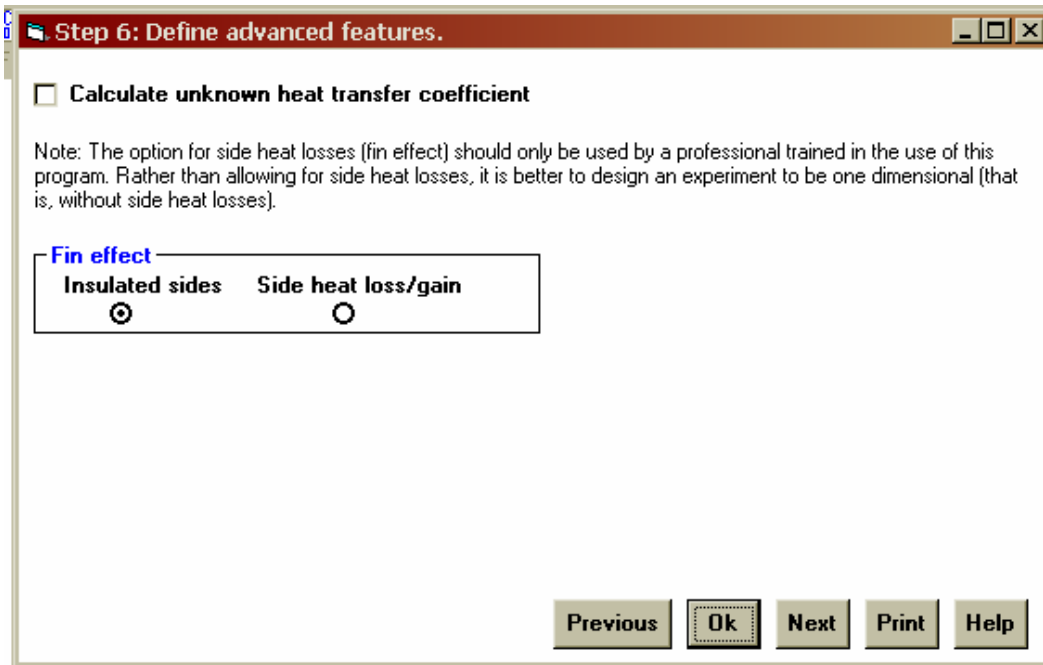 Step 6: Define advanced features.
Calculate unknown heat transfer coefficient
Note: The option for side heat losses (fin effect) should only be used by a professional trained in the use of this
program. Rather than allowing for side heat losses, it is better to design an experiment to be one dimensional (that
is, without side heat losses).
Fin effect
Insulated sides Side heat loss/gain
Previous Ok Next Print Help